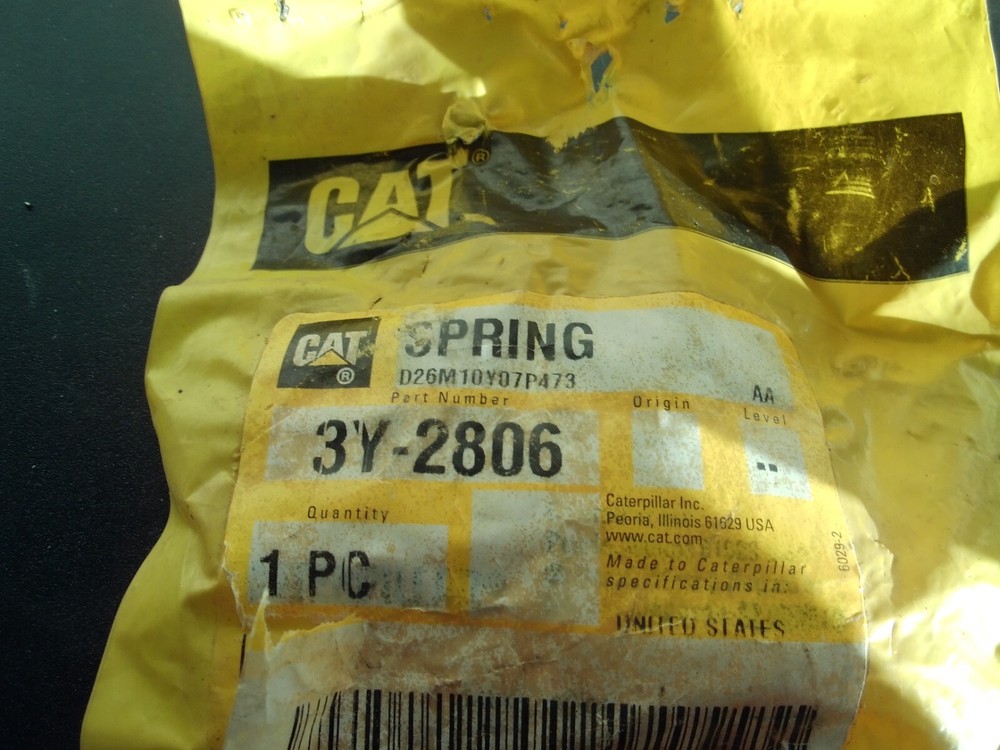 CAT®
CAT® SPRING
D26M10Y07P473
Part Number Origin AA Level
3Y-2806 --
Quantity
1 PC
Caterpillar Inc.
Peoria, Illinois 61629 USA
www.cat.com
Made to Caterpillar
specifications in:
UNITED STATES
6029-2